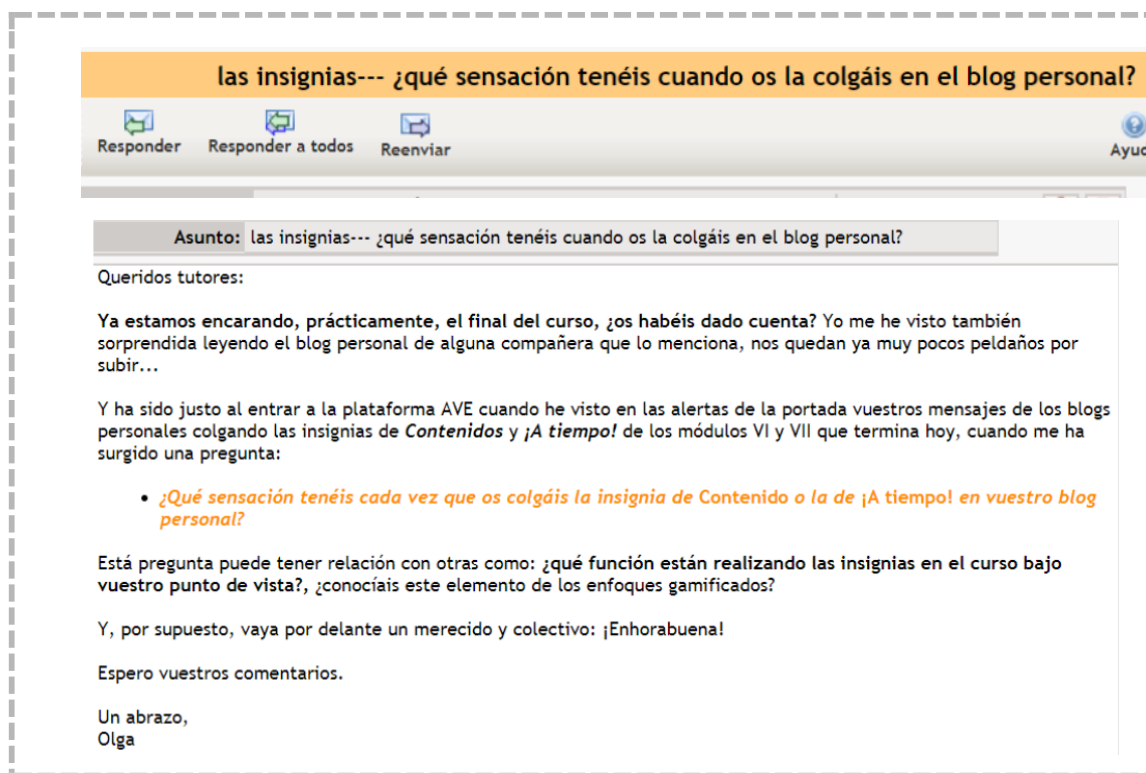 las insignias--- ¿qué sensación tenéis cuando os la colgáis en el blog personal?
Responder Responder a todos Reenviar
Asunto: las insignias--- ¿qué sensación tenéis cuando os la colgáis en el blog personal?
Queridos tutores:
Ya estamos encarando, prácticamente, el final del curso, ¿os habéis dado cuenta? Yo me he visto también
sorprendida leyendo el blog personal de alguna compañera que lo menciona, nos quedan ya muy pocos peldaños por
subir...
Y ha sido justo al entrar a la plataforma AVE cuando he visto en las alertas de la portada vuestros mensajes de los blogs
personales colgando las insignias de Contenidos y ¡A tiempo! de los módulos VI y VII que termina hoy, cuando me ha
surgido una pregunta:
• ¿Qué sensación tenéis cada vez que os colgáis la insignia de Contenido o la de ¡A tiempo! en vuestro blog
personal?
Está pregunta puede tener relación con otras como: ¿qué función están realizando las insignias en el curso bajo
vuestro punto de vista?, ¿conocíais este elemento de los enfoques gamificados?
Y, por supuesto, vaya por delante un merecido y colectivo: ¡Enhorabuena!
Espero vuestros comentarios.
Un abrazo,
Olga